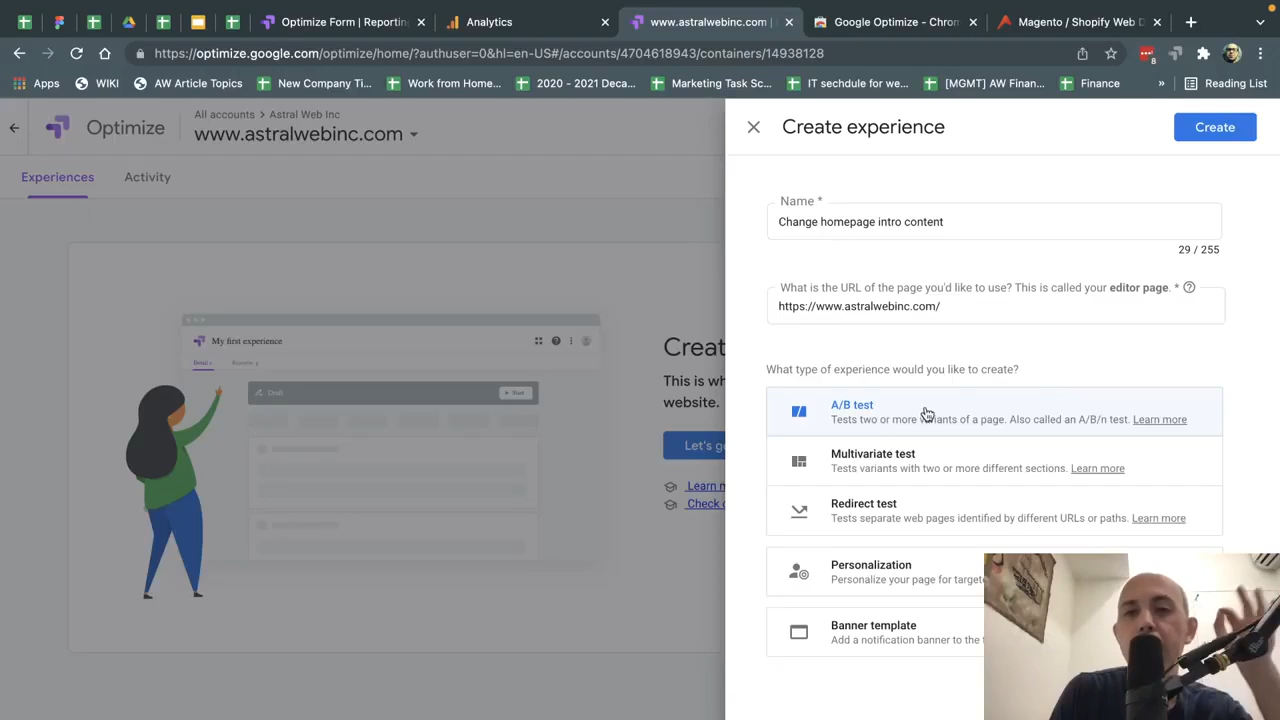 Optimize Form | Reporting
Analytics
www.astralwebinc.com |
Google Optimize - Chrom
Magento / Shopify Web D
https://optimize.google.com/optimize/home/?authuser=0&hl=en-US#/accounts/4704618943/containers/14938128
8
Apps
WIKI
AW Article Topics
New Company Ti...
Work from Home...
2020 - 2021 Deca...
Marketing Task Sc...
IT techdule for we...
[MGMT] AW Finan...
Finance
»
Reading List
Optimize
All accounts > Astral Web Inc
www.astralwebinc.com
Experiences
Activity
My first experience
Draft
Start
Creat
This is wh
website.
Let's g
Learn m
Check o
Create experience
Create
Name *
Change homepage intro content
29 / 255
What is the URL of the page you'd like to use? This is called your editor page. *
https://www.astralwebinc.com/
What type of experience would you like to create?
A/B test
Tests two or more variants of a page. Also called an A/B/n test. Learn more
Multivariate test
Tests variants with two or more different sections. Learn more
Redirect test
Tests separate web pages identified by different URLs or paths. Learn more
Personalization
Personalize your page for targe
Banner template
Add a notification banner to the